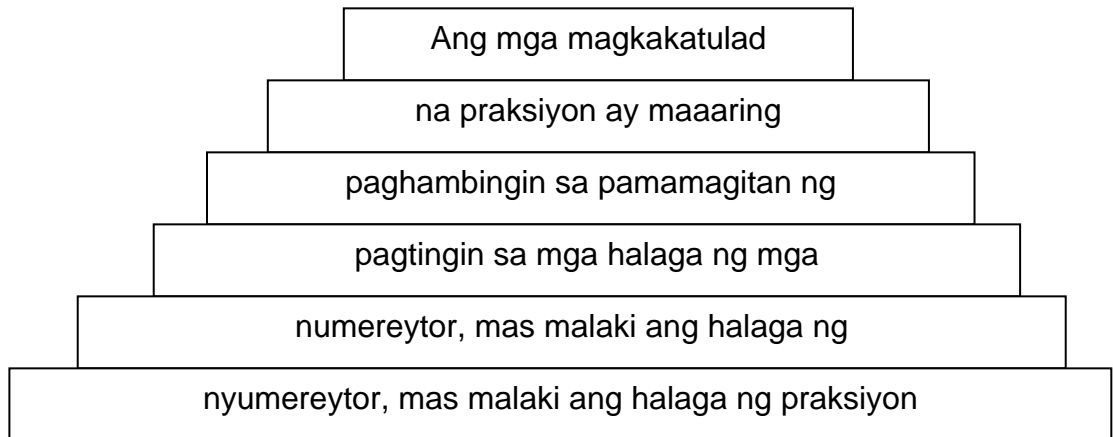 Ang mga magkakatulad
na praksiyon ay maaaring
paghambingin sa pamamagitan ng
pagtingin sa mga halaga ng mga
numereytor, mas malaki ang halaga ng
nyumereytor, mas malaki ang halaga ng praksiyon